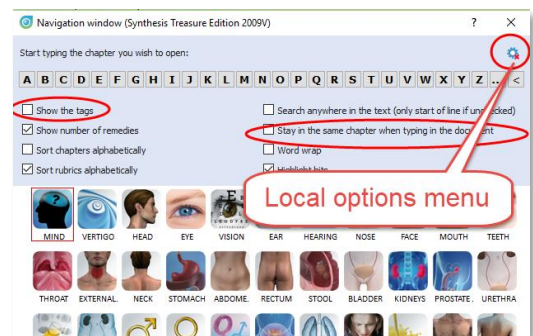 Navigation window (Synthesis Treasure Edition 2009V) ? ×
Start typing the chapter you wish to open:
A B C D E F G H I J K L M N O P Q R S T U V W X Y Z ... <
Show the tags
Search anywhere in the text (only start of line if unchecked)
Show number of remedies
Stay in the same chapter when typing in the document
Sort chapters alphabetically
Word wrap
Sort rubrics alphabetically
Highlight hits
Local options menu
MIND VERTIGO HEAD EYE VISION EAR HEARING NOSE FACE MOUTH TEETH
THROAT EXTERNAL. NECK STOMACH ABDOME. RECTUM STOOL BLADDER KIDNEYS PROSTATE. URETHRA